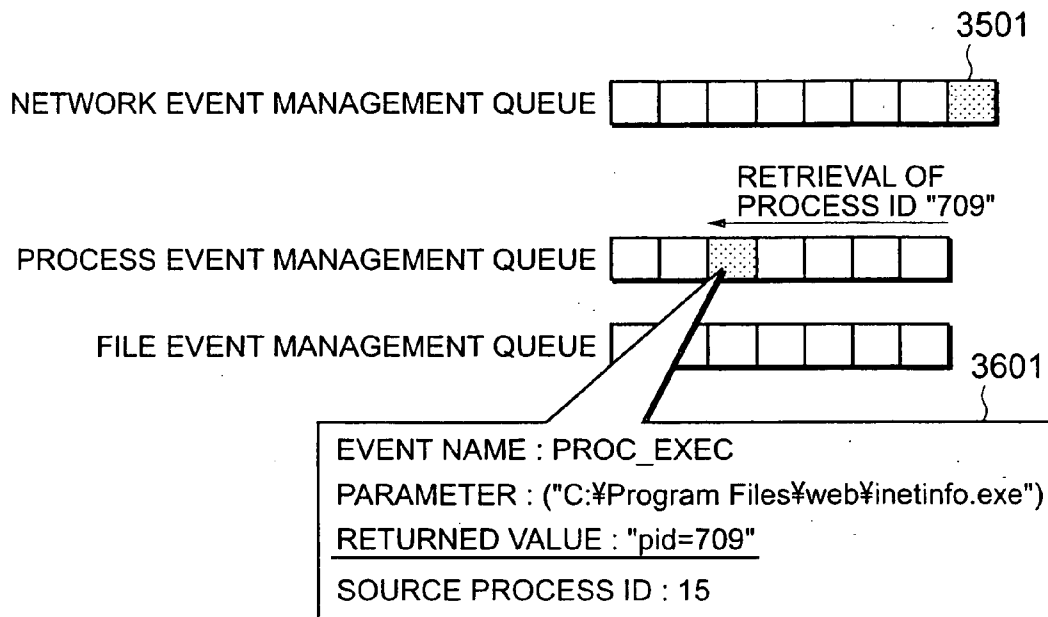 3501
NETWORK EVENT MANAGEMENT QUEUE
RETRIEVAL OF
PROCESS ID "709"
PROCESS EVENT MANAGEMENT QUEUE
FILE EVENT MANAGEMENT QUEUE
3601
EVENT NAME : PROC_EXEC
PARAMETER : ("C:¥Program Files¥web¥inetinfo.exe")
RETURNED VALUE : "pid=709"
SOURCE PROCESS ID : 15